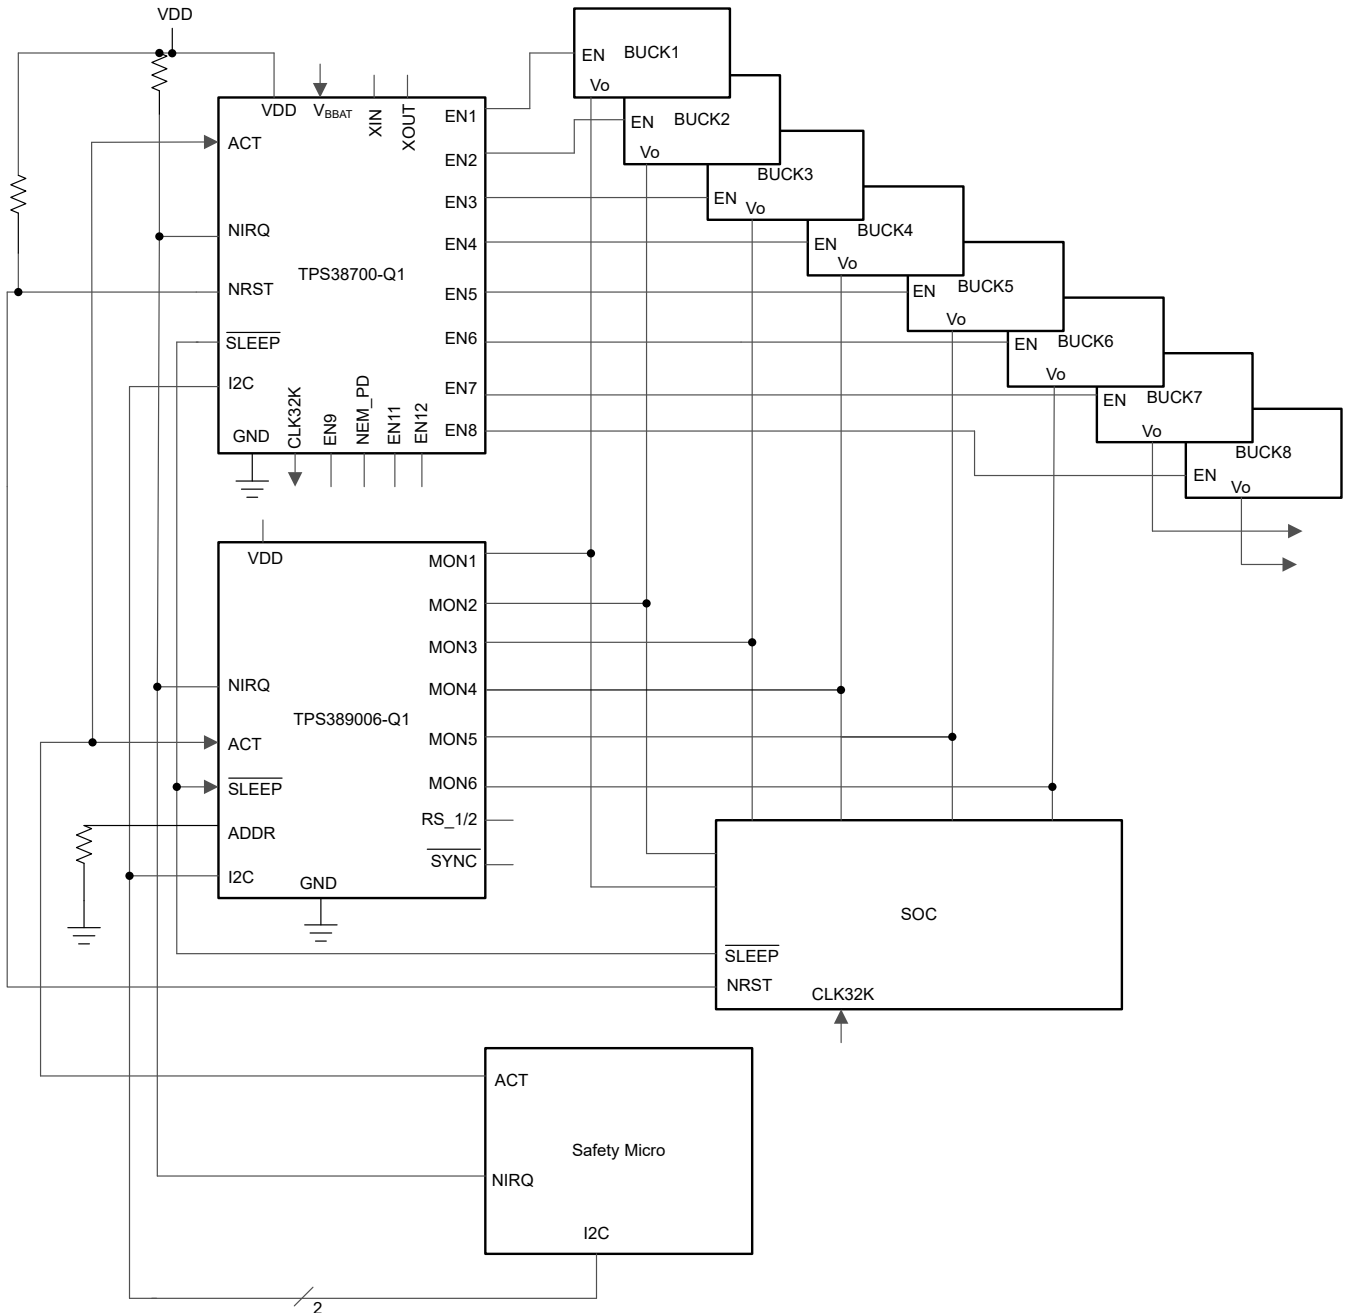 VDD
VDD
VBBAT
XIN
XOUT
ACT
NIRQ
NRST
SLEEP
I2C
GND
TPS38700-Q1
CLK32K
EN9
NEM_PD
EN11
EN12
EN1
EN2
EN3
EN4
EN5
EN6
EN7
EN8
EN
BUCK1
Vo
EN
BUCK2
Vo
EN
BUCK3
Vo
EN
BUCK4
Vo
EN
BUCK5
Vo
EN
BUCK6
Vo
EN
BUCK7
Vo
EN
BUCK8
Vo
VDD
NIRQ
TPS389006-Q1
ACT
SLEEP
ADDR
I2C
GND
MON1
MON2
MON3
MON4
MON5
MON6
RS_1/2
SYNC
SOC
SLEEP
NRST
CLK32K
ACT
Safety Micro
NIRQ
I2C
2